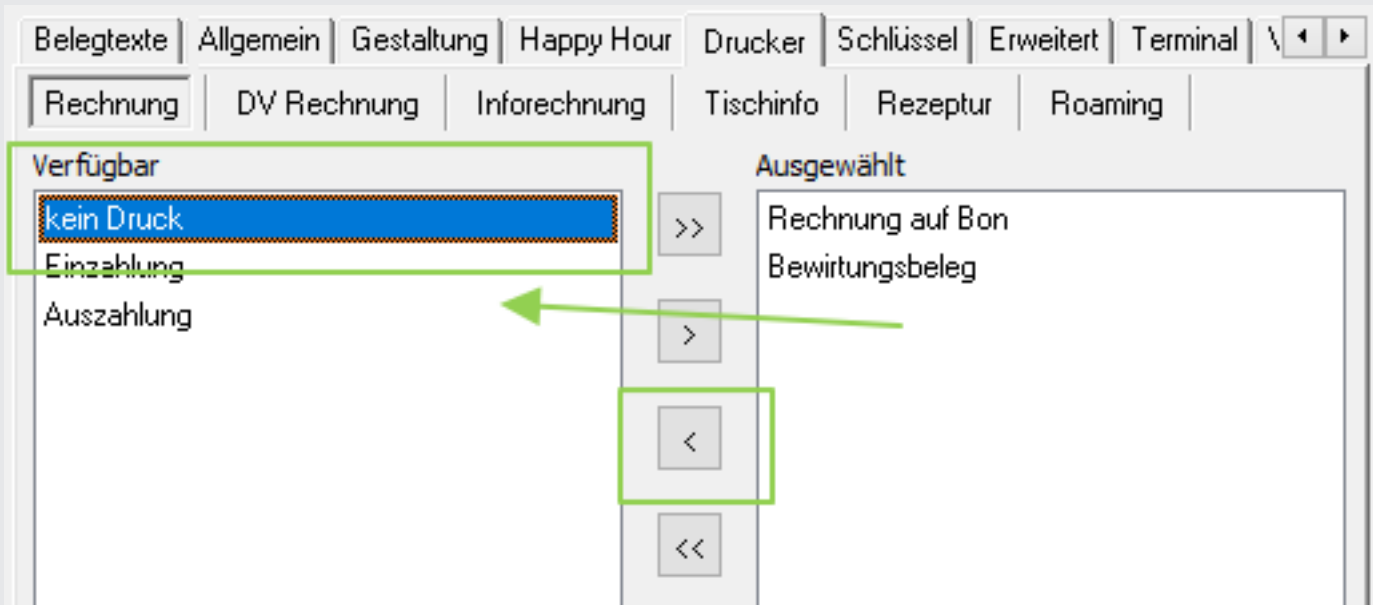 Belegtexte Allgemein Gestaltung Happy Hour Drucker Schlüssel Erweitert Terminal
Rechnung DV Rechnung Inforechnung Tischinfo Rezeptur Roaming
Verfügbar Ausgewählt
kein Druck >> Rechnung auf Bon
Einzahlung Bewirtungsbeleg
Auszahlung >
<
<<